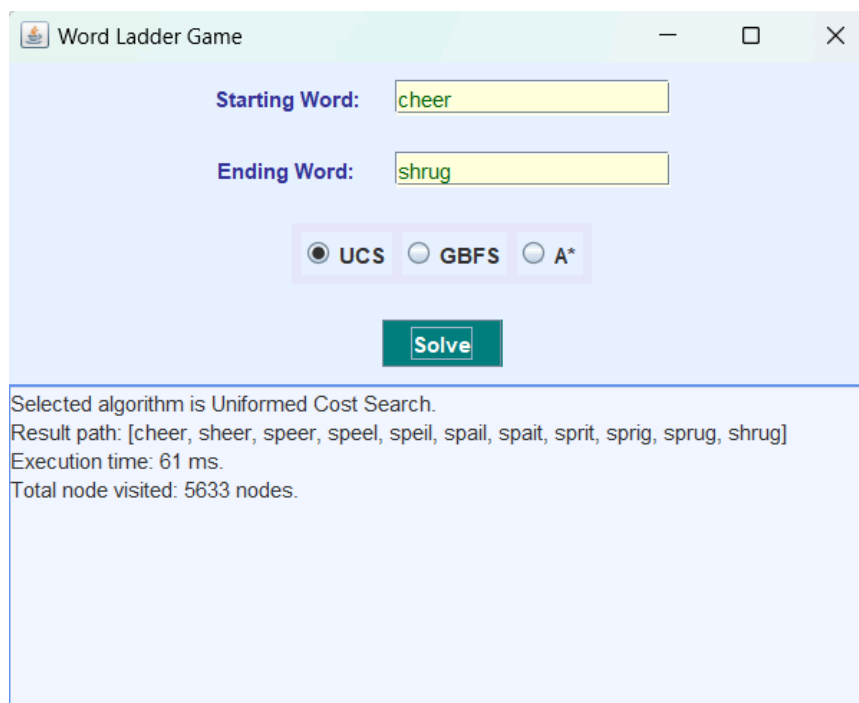 Word Ladder Game
Starting Word: cheer
Ending Word: shrug
UCS GBFS A*
Solve
Selected algorithm is Uniformed Cost Search.
Result path: [cheer, sheer, speer, speel, speil, spail, spait, sprit, sprig, sprug, shrug]
Execution time: 61 ms.
Total node visited: 5633 nodes.